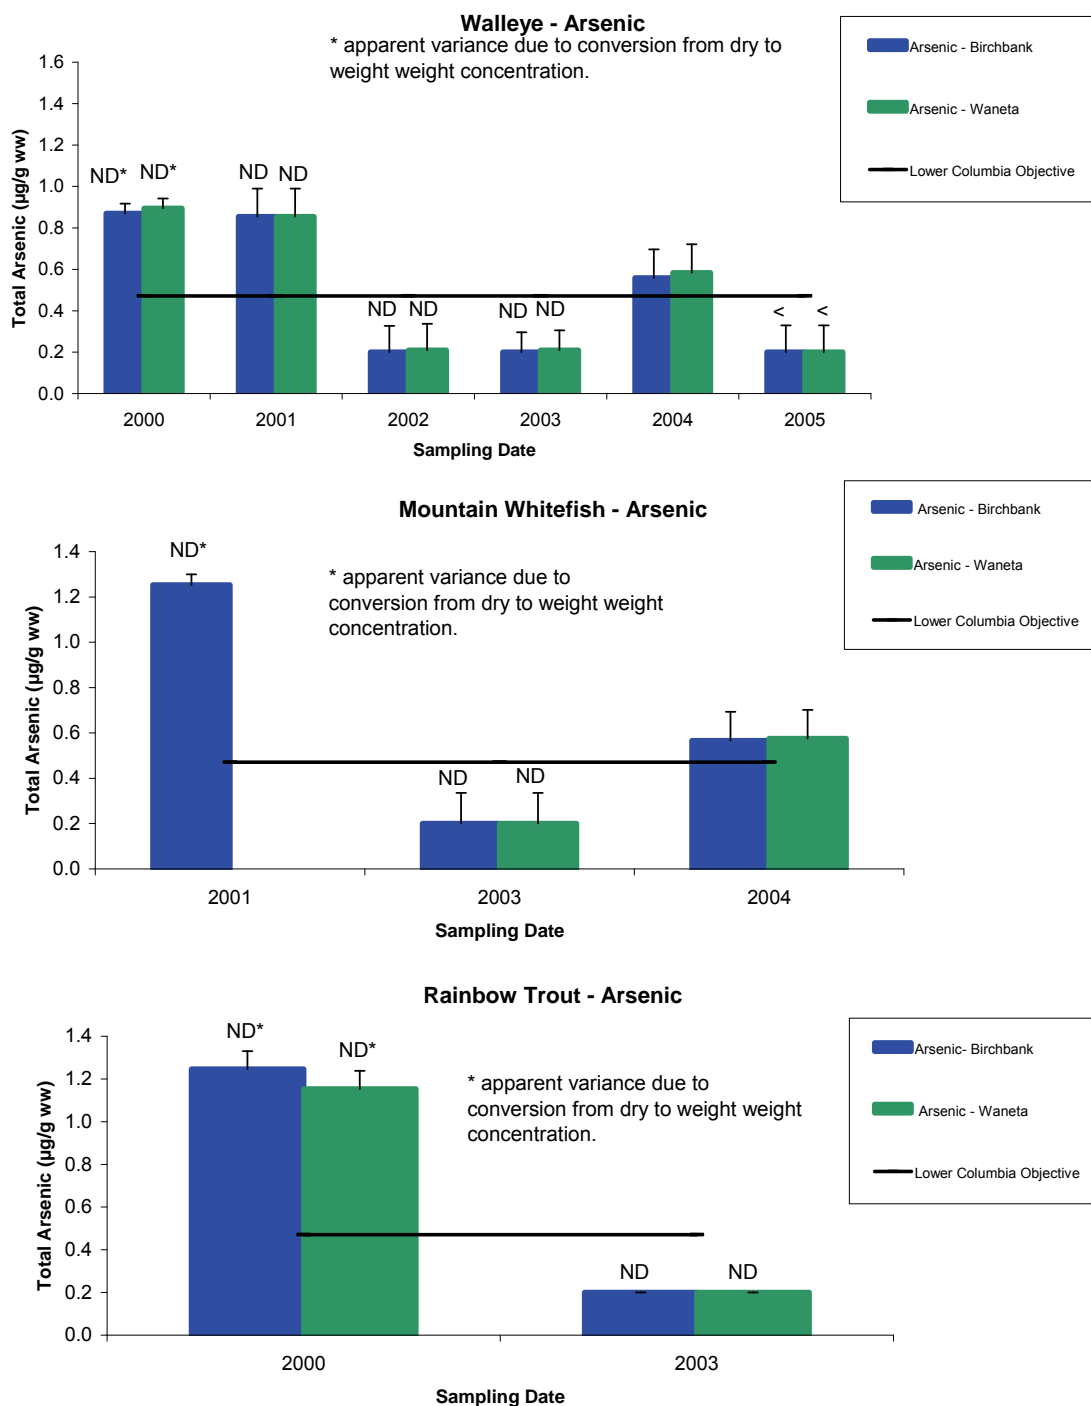 Walleye - Arsenic
* apparent variance due to conversion from dry to
weight weight concentration.
Arsenic - Birchbank
Arsenic - Waneta
Lower Columbia Objective
Total Arsenic (µg/g ww)
1.6
1.4
1.2
1.0
0.8
0.6
0.4
0.2
0.0
ND* ND* ND ND ND ND ND ND < <
2000 2001 2002 2003 2004 2005
Sampling Date
Mountain Whitefish - Arsenic
* apparent variance due to
conversion from dry to weight weight
concentration.
Arsenic - Birchbank
Arsenic - Waneta
Lower Columbia Objective
Total Arsenic (µg/g ww)
1.4
1.2
1.0
0.8
0.6
0.4
0.2
0.0
ND* ND ND
2001 2003 2004
Sampling Date
Rainbow Trout - Arsenic
* apparent variance due to
conversion from dry to weight weight
concentration.
Arsenic- Birchbank
Arsenic - Waneta
Lower Columbia Objective
Total Arsenic (µg/g ww)
1.4
1.2
1.0
0.8
0.6
0.4
0.2
0.0
ND* ND* ND ND
2000 2003
Sampling Date